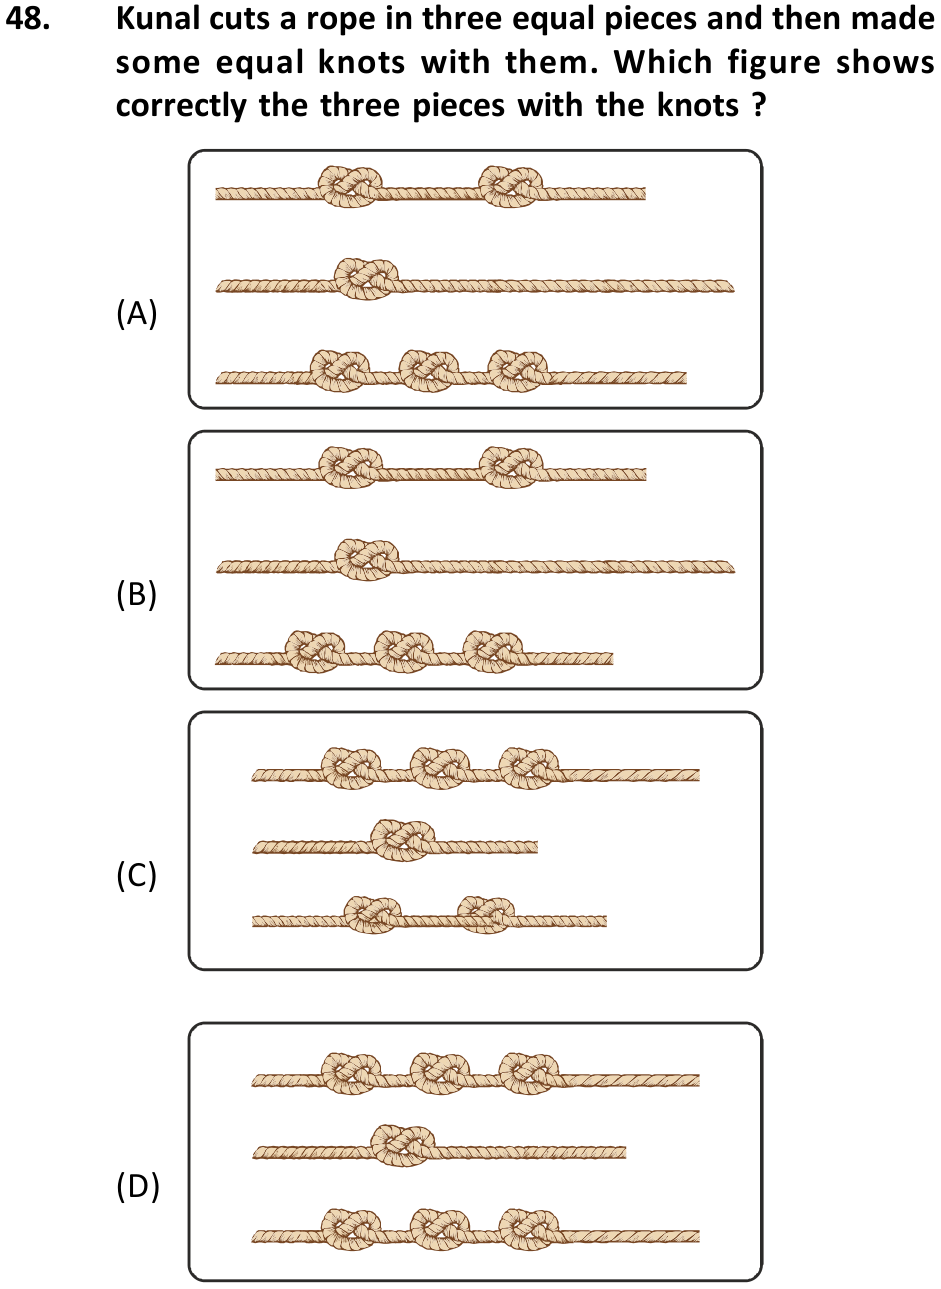 48. Kunal cuts a rope in three equal pieces and then made
some equal knots with them. Which figure shows
correctly the three pieces with the knots ?
(A)
(B)
(C)
(D)